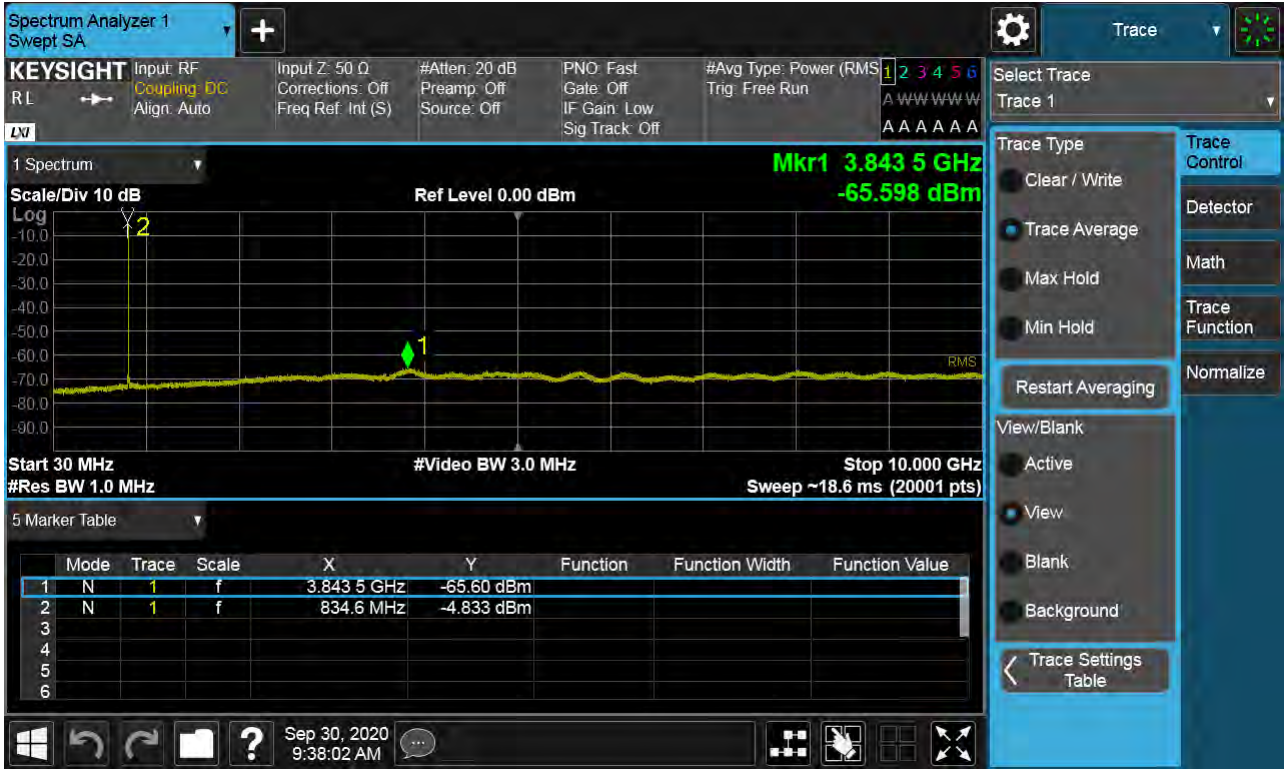 Spectrum Analyzer 1
Swept SA
+
Trace
KEYSIGHT
R L
LXI
Input: RF
Coupling: DC
Align: Auto
Input Z: 50 Ω
Corrections: Off
Freq Ref: Int (S)
#Atten: 20 dB
Preamp: Off
Source: Off
PNO: Fast
Gate: Off
IF Gain: Low
Sig Track: Off
#Avg Type: Power (RMS
Trig: Free Run
1 2 3 4 5 6
A W W W W W
A A A A A A
Select Trace
Trace 1
1 Spectrum
Mkr1 3.843 5 GHz
-65.598 dBm
Scale/Div 10 dB
Ref Level 0.00 dBm
Log
-10.0
-20.0
-30.0
-40.0
-50.0
-60.0
-70.0
-80.0
-90.0
2
1
RMS
Start 30 MHz
#Video BW 3.0 MHz
Stop 10.000 GHz
#Res BW 1.0 MHz
Sweep ~18.6 ms (20001 pts)
5 Marker Table
Mode Trace Scale X Y Function Function Width Function Value
1 N 1 f 3.843 5 GHz -65.60 dBm
2 N 1 f 834.6 MHz -4.833 dBm
3
4
5
6
Trace Type
Clear / Write
Trace Average
Max Hold
Min Hold
Restart Averaging
View/Blank
Active
View
Blank
Background
Trace Settings
Table
Trace
Control
Detector
Math
Trace
Function
Normalize
?
Sep 30, 2020
9:38:02 AM